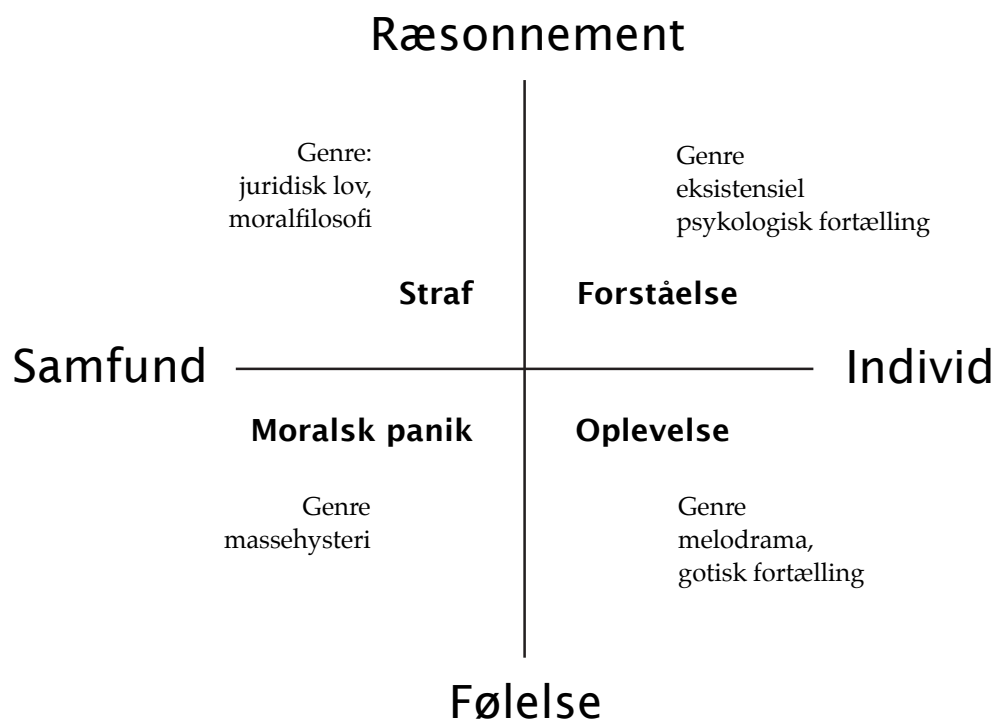 Ræsonnement
Genre:
juridisk lov,
moralfilosofi
Genre
eksistensiel
psykologisk fortælling
Straf
Forståelse
Samfund
Individ
Moralsk panik
Oplevelse
Genre
massehysteri
Genre
melodrama,
gotisk fortælling
Følelse